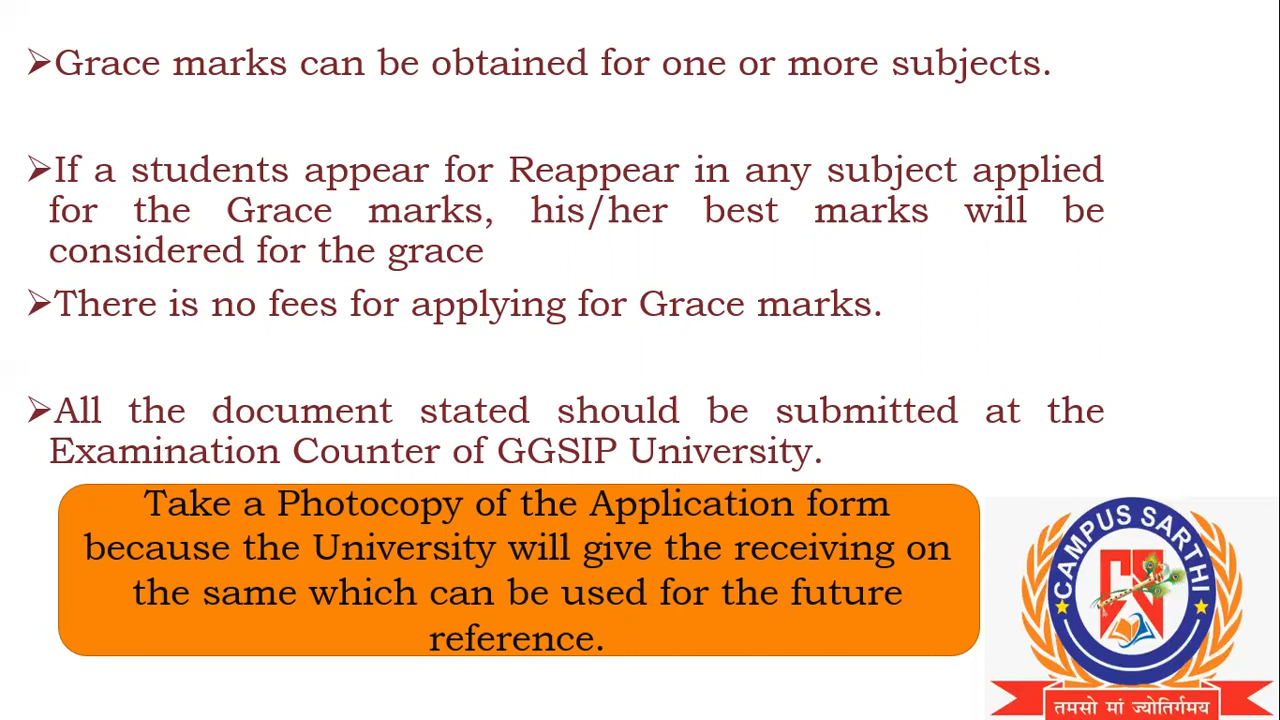 ➢Grace marks can be obtained for one or more subjects.
➢If a students appear for Reappear in any subject applied
for the Grace marks, his/her best marks will be
considered for the grace
➢There is no fees for applying for Grace marks.
➢All the document stated should be submitted at the
Examination Counter of GGSIP University.
Take a Photocopy of the Application form
because the University will give the receiving on
the same which can be used for the future
reference.
CAMPUS SARTHI
तमसो मां ज्योतिर्गमय